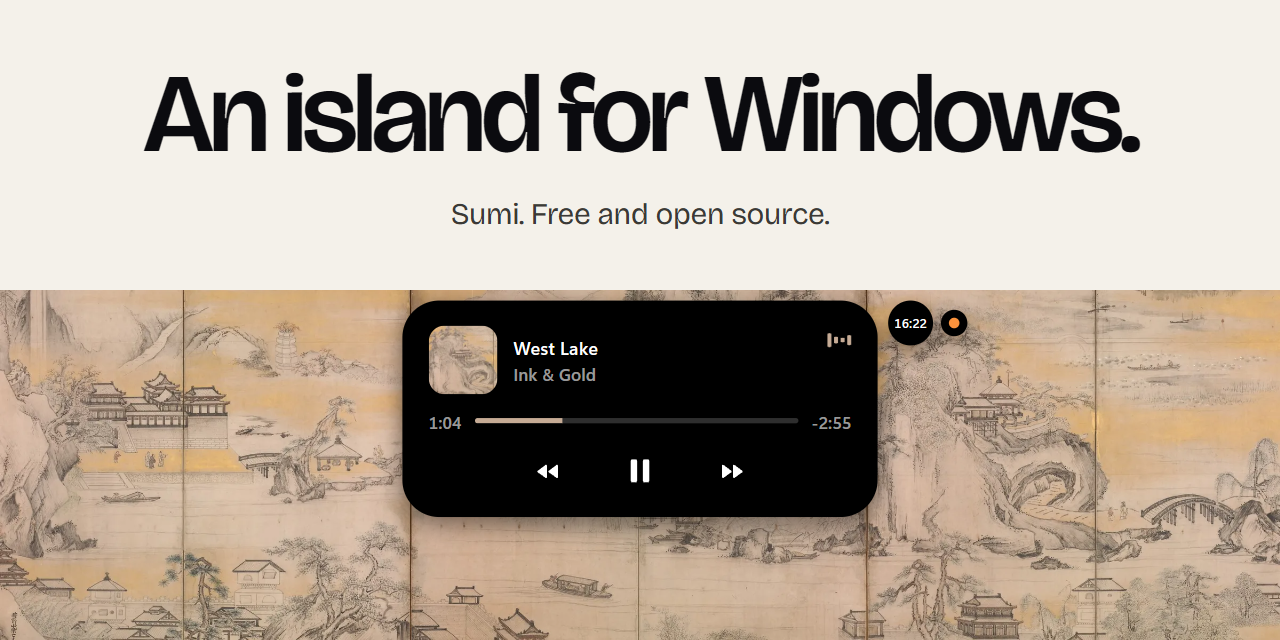 An island for Windows.
Sumi. Free and open source.
West Lake
16:22
Ink & Gold
1:04
-2:55